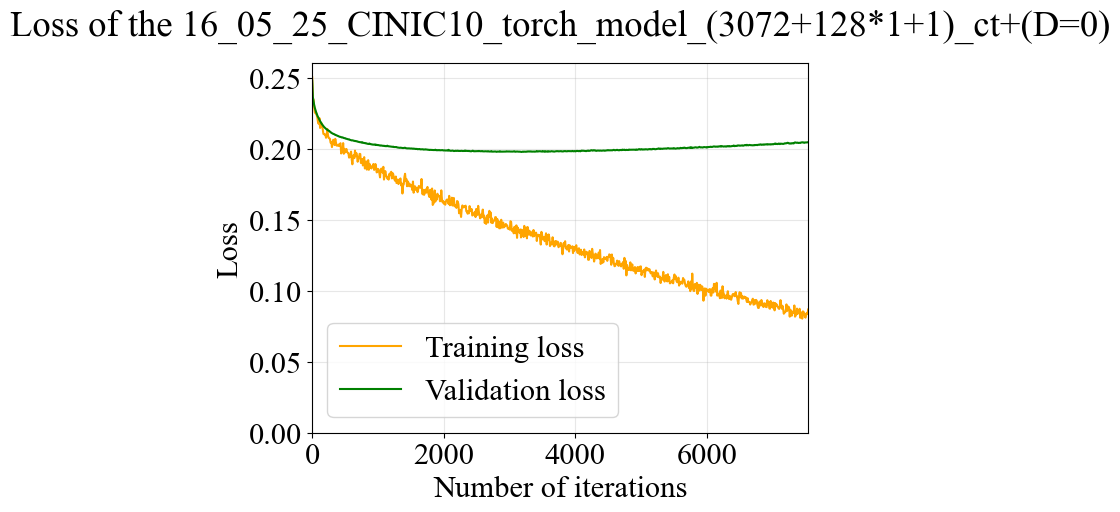 Loss of the 16_05_25_CINIC10_torch_model_(3072+128*1+1)_ct+(D=0)
0.25
0.20
0.15
0.10
0.05
0.00
Loss
Training loss
Validation loss
0 2000 4000 6000
Number of iterations